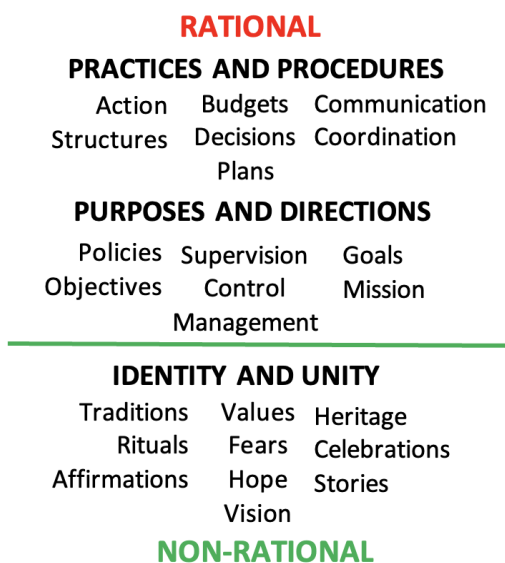 RATIONAL
PRACTICES AND PROCEDURES
Action Budgets Communication
Structures Decisions Coordination
Plans
PURPOSES AND DIRECTIONS
Policies Supervision Goals
Objectives Control Mission
Management
IDENTITY AND UNITY
Traditions Values Heritage
Rituals Fears Celebrations
Affirmations Hope Stories
Vision
NON-RATIONAL